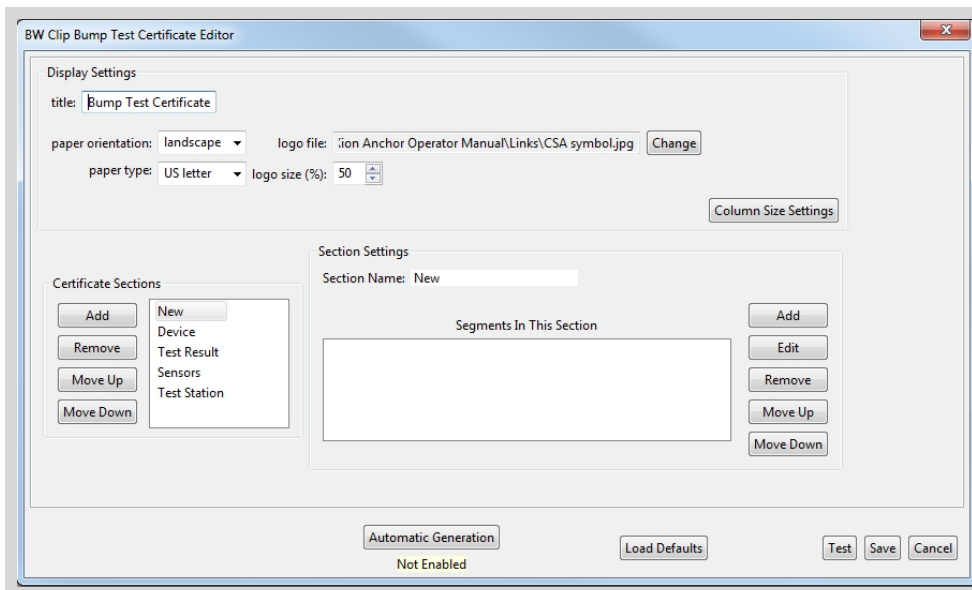 BW Clip Bump Test Certificate Editor
x
Display Settings
title: Bump Test Certificate
paper orientation: landscape logo file: ion Anchor Operator Manual\Links\CSA symbol.jpg Change
paper type: US letter logo size (%): 50
Column Size Settings
Section Settings
Section Name: New
Certificate Sections
Add
Remove
Move Up
Move Down
New
Device
Test Result
Sensors
Test Station
Segments In This Section
Add
Edit
Remove
Move Up
Move Down
Automatic Generation
Not Enabled
Load Defaults
Test Save Cancel